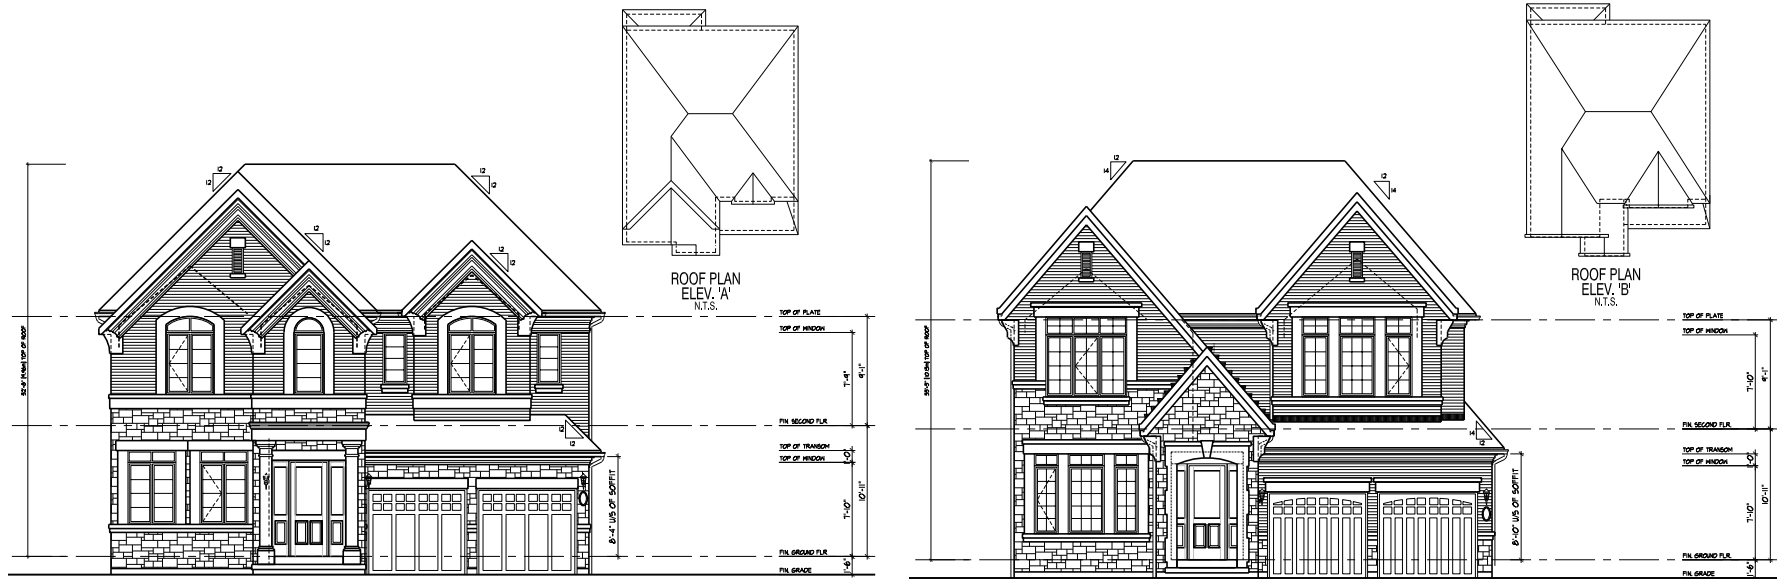 ROOF PLAN
ELEV. 'A'
N.T.S.
12
12
12
12
12
12
12
12
12
12
TOP OF PLATE
TOP OF WINDOW
7'-9"
9'-1"
FIN. SECOND FLR.
TOP OF TRANSOM
TOP OF WINDOW
1'-0"
8'-4" U/S OF SOFFIT
7'-10"
10'-11"
FIN. GROUND FLR.
FIN. GRADE
1'-6"
ROOF PLAN
ELEV. 'B'
N.T.S.
12
14
12
14
14
12
TOP OF PLATE
TOP OF WINDOW
7'-10"
9'-1"
FIN. SECOND FLR.
TOP OF TRANSOM
TOP OF WINDOW
1'-0"
8'-0" U/S OF SOFFIT
7'-10"
10'-11"
FIN. GROUND FLR.
FIN. GRADE
1'-6"